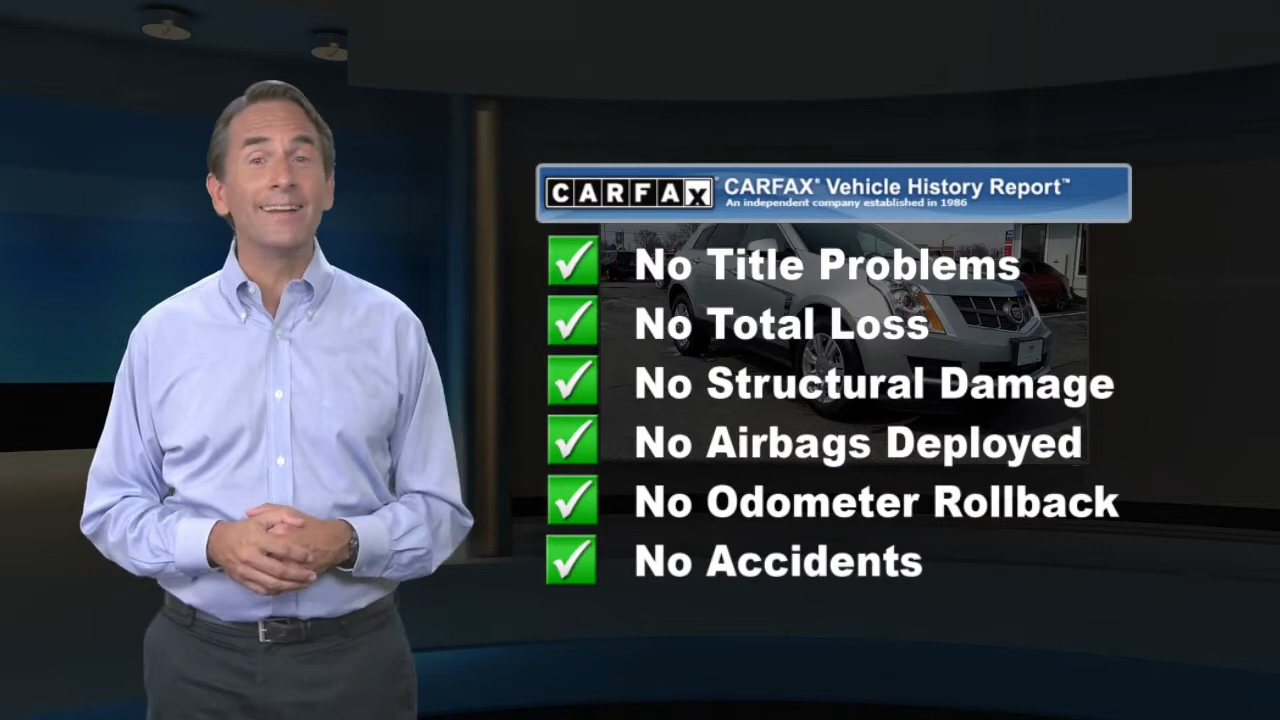 CARFAX® CARFAX® Vehicle History Report™
An independent company established in 1986
No Title Problems
No Total Loss
No Structural Damage
No Airbags Deployed
No Odometer Rollback
No Accidents